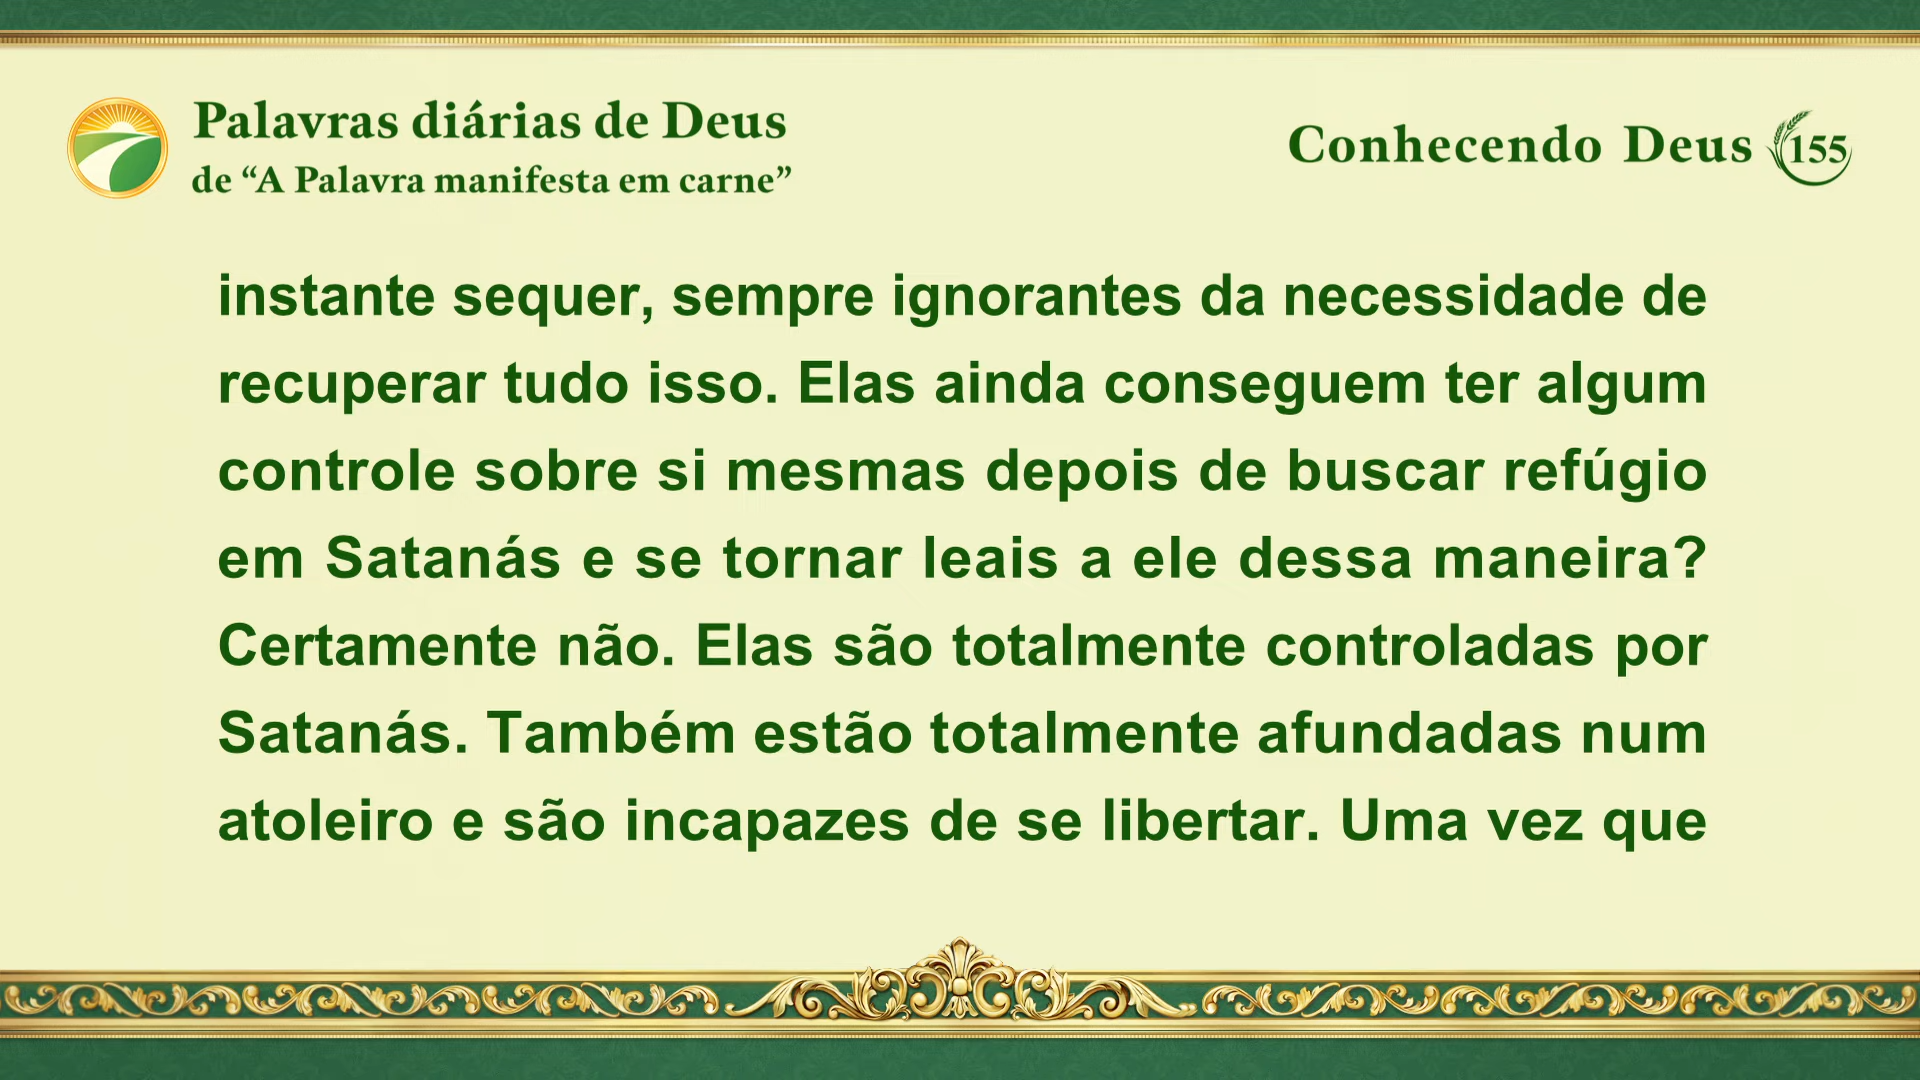 Palavras diárias de Deus
de “A Palavra manifesta em carne”
Conhecendo Deus 155
instante sequer, sempre ignorantes da necessidade de
recuperar tudo isso. Elas ainda conseguem ter algum
controle sobre si mesmas depois de buscar refúgio
em Satanás e se tornar leais a ele dessa maneira?
Certamente não. Elas são totalmente controladas por
Satanás. Também estão totalmente afundadas num
atoleiro e são incapazes de se libertar. Uma vez que